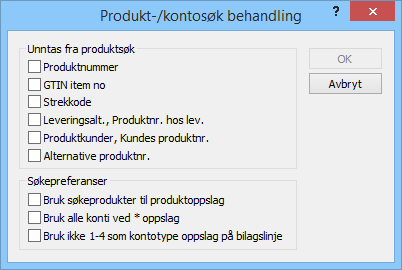 Produkt-/kontosøk behandling
?
Unntas fra produktsøk
Produktnummer
GTIN item no
Strekkode
Leveringsalt., Produktnr. hos lev.
Produktkunder, Kundes produktnr.
Alternative produktnr.
OK
Avbryt
Søkepreferanser
Bruk søkeprodukter til produktoppslag
Bruk alle konti ved * oppslag
Bruk ikke 1-4 som kontotype oppslag på bilagslinje